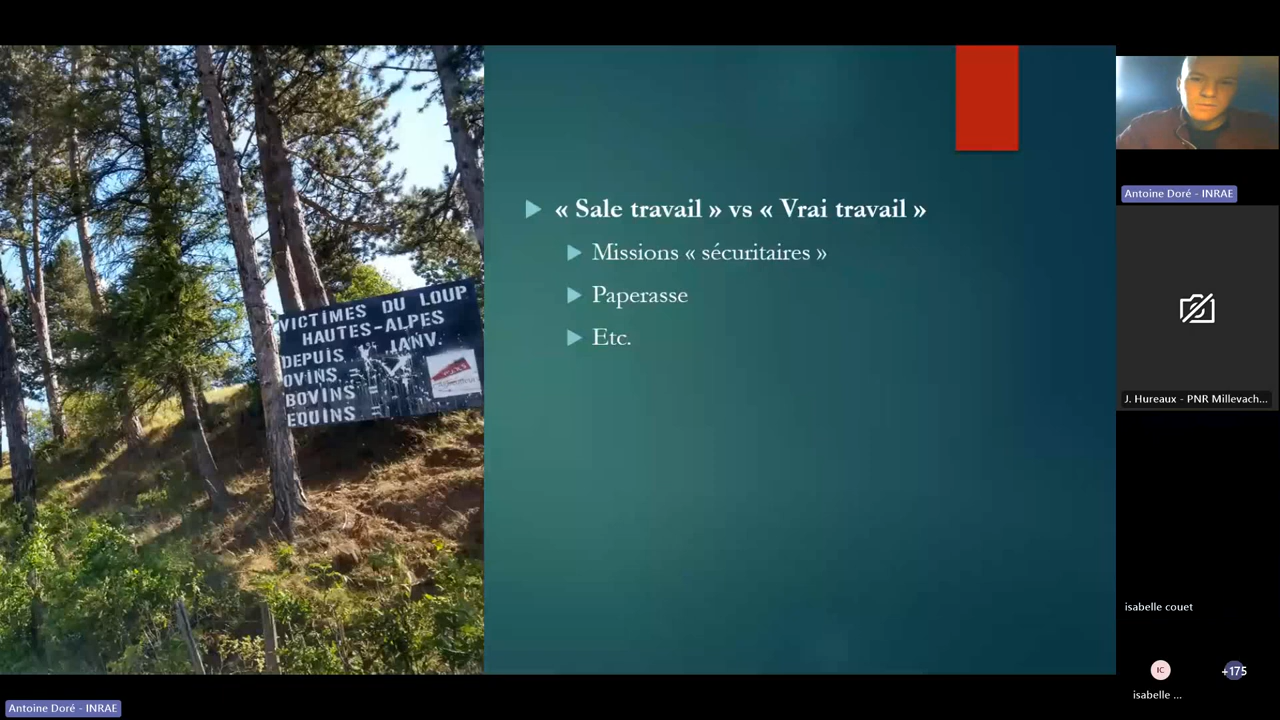 VICTIMES DU LOUP
HAUTES-ALPES
DEPUIS 1er JANV.
OVINS =
BOVINS =
EQUINS =
« Sale travail » vs « Vrai travail »
Missions « sécuritaires »
Paperasse
Etc.
Antoine Doré - INRAE
J. Hureaux - PNR Millevach...
isabelle couet
IC
+175
isabelle ...
Antoine Doré - INRAE